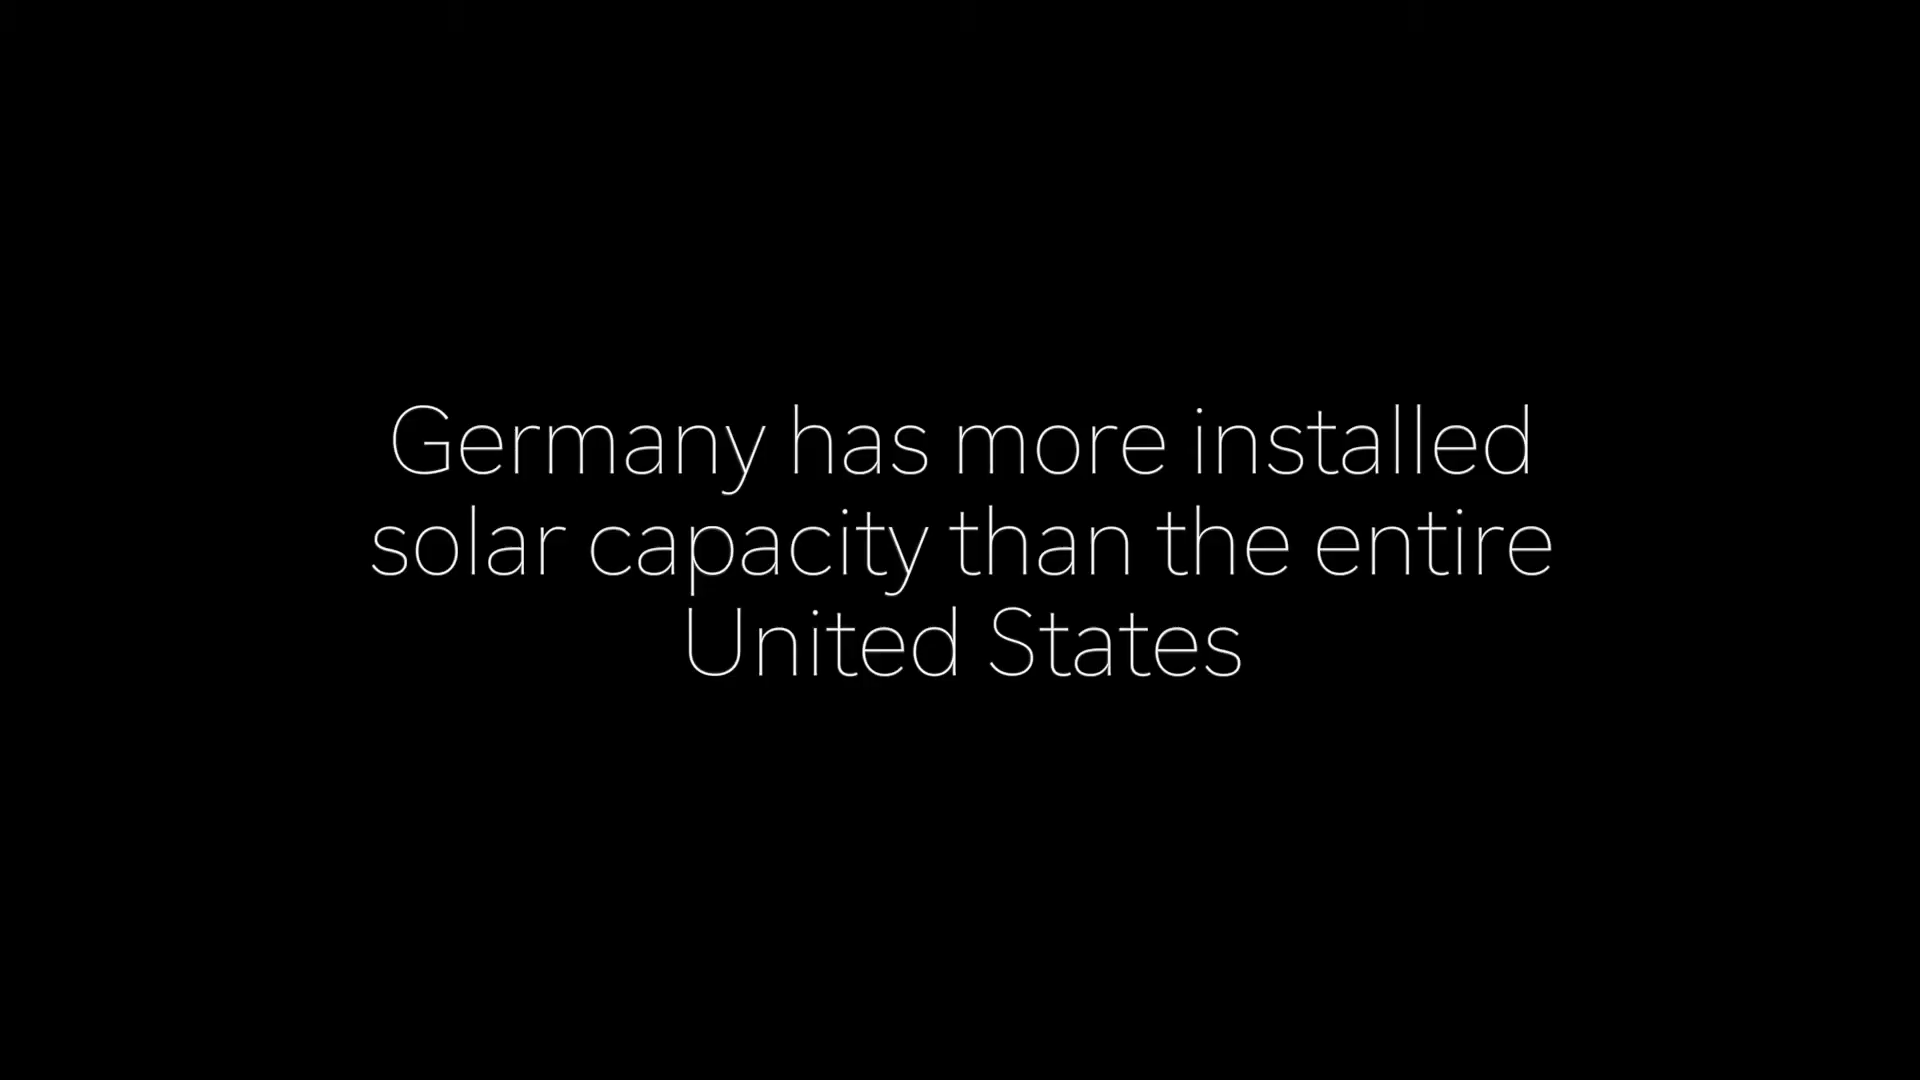 Germany has more installed
solar capacity than the entire
United States